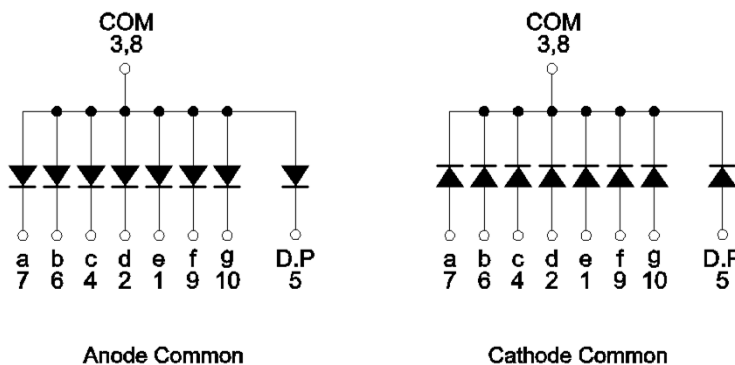 COM
3,8
a b c d e f g D.P
7 6 4 2 1 9 10 5
Anode Common
COM
3,8
a b c d e f g D.P
7 6 4 2 1 9 10 5
Cathode Common